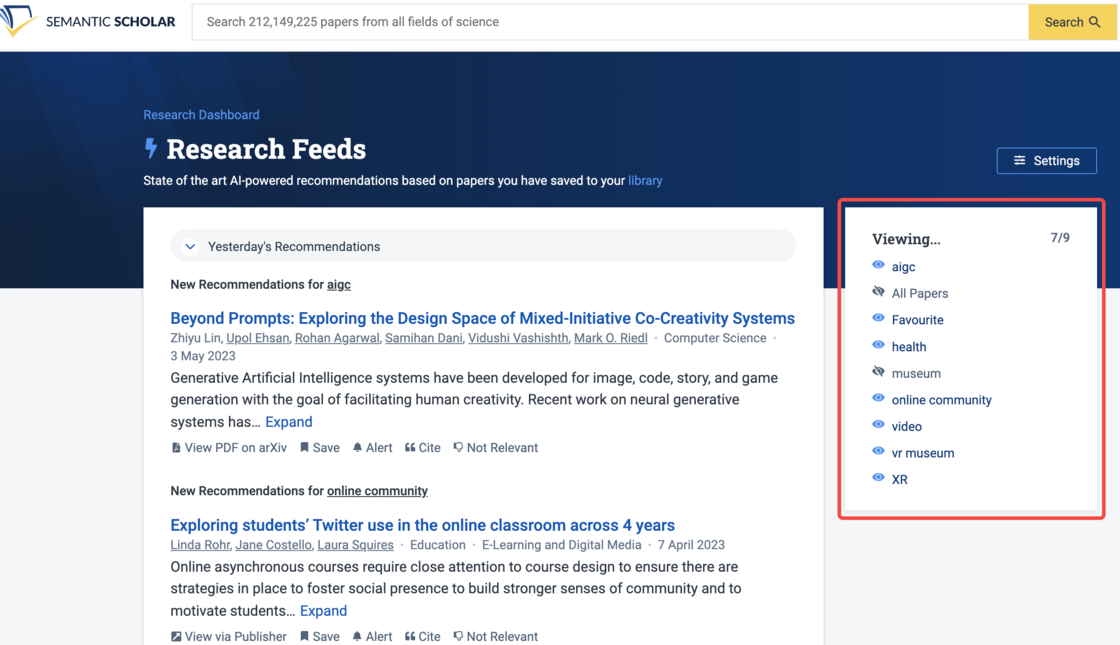 SEMANTIC SCHOLAR
Search 212,149,225 papers from all fields of science
Search
Research Dashboard
Research Feeds
State of the art AI-powered recommendations based on papers you have saved to your library
Settings
Yesterday's Recommendations
New Recommendations for aigc
Beyond Prompts: Exploring the Design Space of Mixed-Initiative Co-Creativity Systems
Zhiyu Lin, Upol Ehsan, Rohan Agarwal, Samihan Dani, Vidushi Vashishth, Mark O. Riedl · Computer Science ·
3 May 2023
Generative Artificial Intelligence systems have been developed for image, code, story, and game
generation with the goal of facilitating human creativity. Recent work on neural generative
systems has… Expand
View PDF on arXiv Save Alert Cite Not Relevant
New Recommendations for online community
Exploring students’ Twitter use in the online classroom across 4 years
Linda Rohr, Jane Costello, Laura Squires · Education · E-Learning and Digital Media · 7 April 2023
Online asynchronous courses require close attention to course design to ensure there are
strategies in place to foster social presence to build stronger senses of community and to
motivate students… Expand
View via Publisher Save Alert Cite Not Relevant
Viewing... 7/9
aigc
All Papers
Favourite
health
museum
online community
video
vr museum
XR